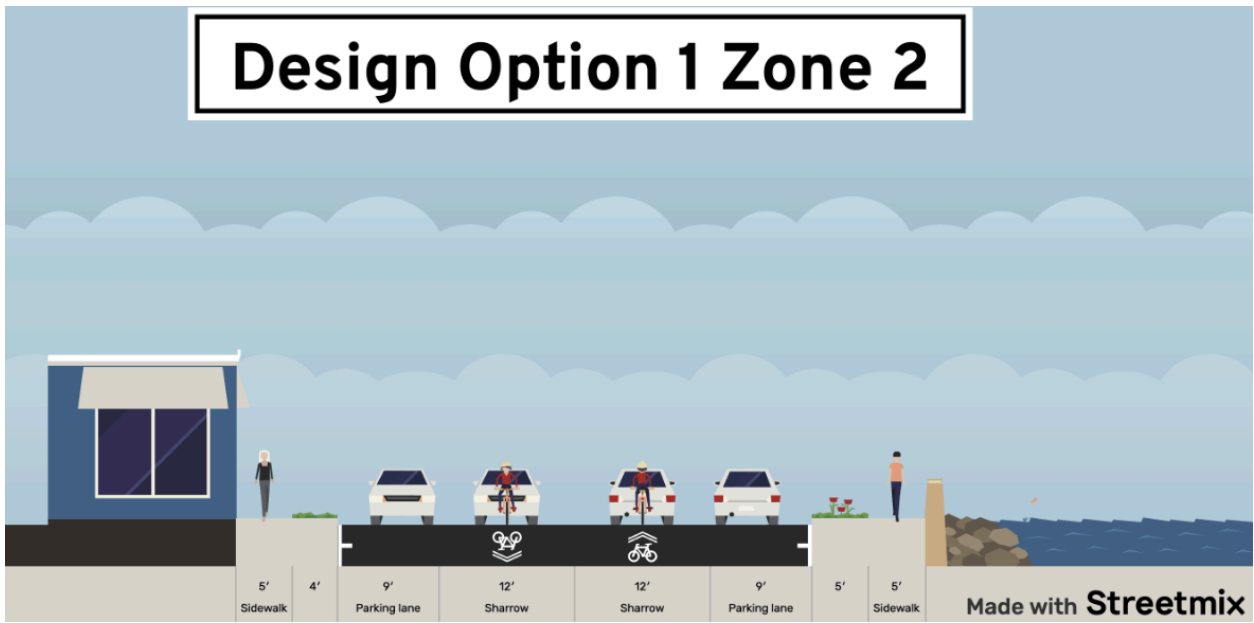 Design Option 1 Zone 2
5' 4' 9' 12' 12' 9' 5' 5'
Sidewalk Parking lane Sharrow Sharrow Parking lane Sidewalk
Made with Streetmix